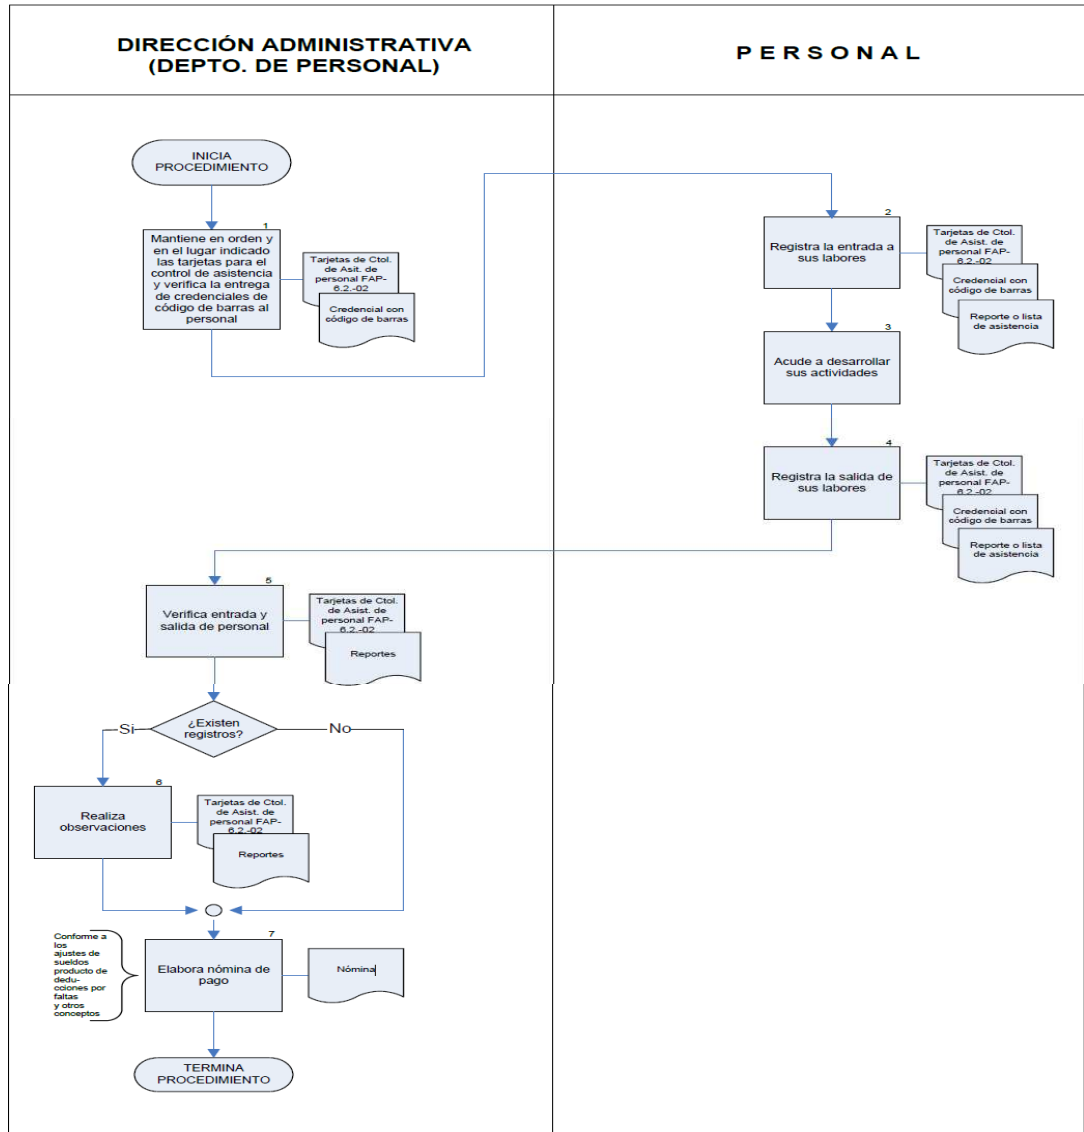 DIRECCIÓN ADMINISTRATIVA
(DEPTO. DE PERSONAL)
P E R S O N A L
INICIA
PROCEDIMIENTO
1
Mantiene en orden y
en el lugar indicado
las tarjetas para el
control de asistencia
y verifica la entrega
de credenciales de
código de barras al
personal
Tarjetas de Ctol.
de Asit. de
personal FAP-
6.2.-02
Credencial con
código de barras
2
Registra la entrada a
sus labores
Tarjetas de Ctol.
de Asist. de
personal FAP-
6.2.-02
Credencial con
código de barras
Reporte o lista
de asistencia
3
Acude a desarrollar
sus actividades
4
Registra la salida de
sus labores
Tarjetas de Ctol.
de Asist. de
personal FAP-
6.2.-02
Credencial con
código de barras
Reporte o lista
de asistencia
5
Verifica entrada y
salida de personal
Tarjetas de Ctol.
de Asist. de
personal FAP-
6.2.-02
Reportes
¿Existen
registros?
Si
No
6
Realiza
observaciones
Tarjetas de Ctol.
de Asist. de
personal FAP-
6.2.-02
Reportes
Conforme a
los
ajustes de
sueldos
producto de
dedu-
cciones por
faltas
y otros
conceptos
7
Elabora nómina de
pago
Nómina
TERMINA
PROCEDIMIENTO